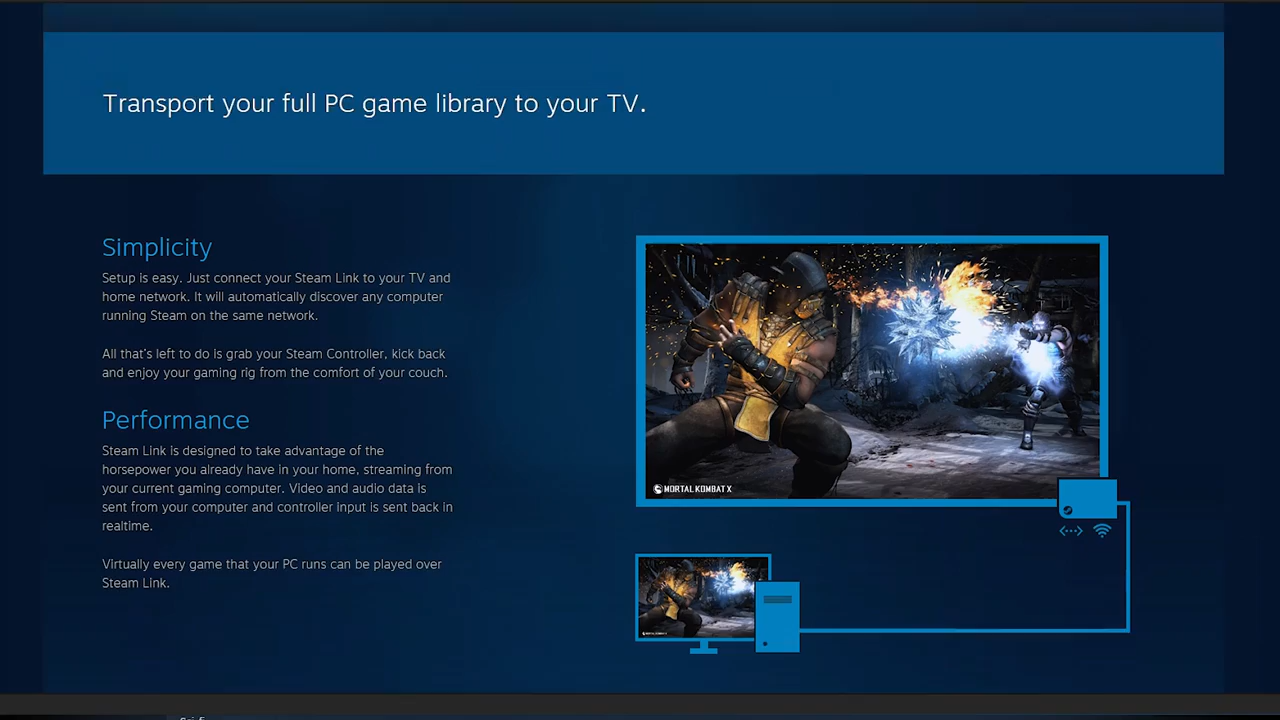 Transport your full PC game library to your TV.
Simplicity
Setup is easy. Just connect your Steam Link to your TV and
home network. It will automatically discover any computer
running Steam on the same network.
All that's left to do is grab your Steam Controller, kick back
and enjoy your gaming rig from the comfort of your couch.
Performance
Steam Link is designed to take advantage of the
horsepower you already have in your home, streaming from
your current gaming computer. Video and audio data is
sent from your computer and controller input is sent back in
realtime.
Virtually every game that your PC runs can be played over
Steam Link.
MORTAL KOMBAT X